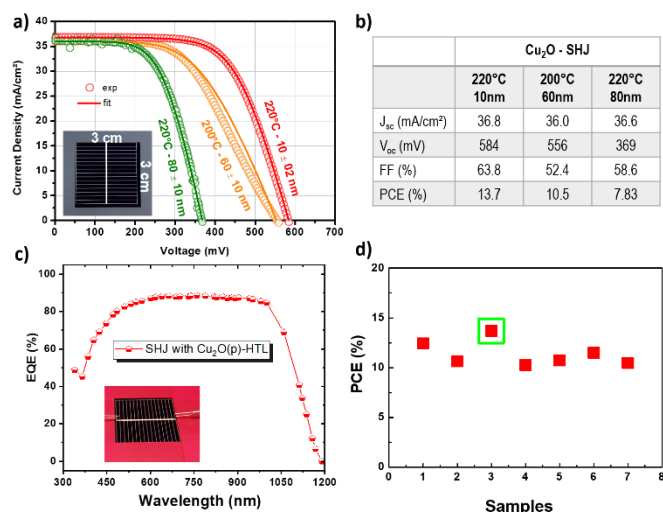 a)
40
35
30
25
20
15
10
5
0
Current Density (mA/cm²)
exp
fit
3 cm
3 cm
220°C - 80 ± 10 nm
200°C - 60 ± 10 nm
220°C - 10 ± 02 nm
0 100 200 300 400 500 600 700
Voltage (mV)
b)
Cu₂O - SHJ
220°C 200°C 220°C
10nm 60nm 80nm
Jsc (mA/cm²) 36.8 36.0 36.6
Voc (mV) 584 556 369
FF (%) 63.8 52.4 58.6
PCE (%) 13.7 10.5 7.83
c)
100
80
60
40
20
0
EQE (%)
SHJ with Cu₂O(p)-HTL
300 450 600 750 900 1050 1200
Wavelength (nm)
d)
20
15
10
5
0
PCE (%)
0 1 2 3 4 5 6 7 8
Samples